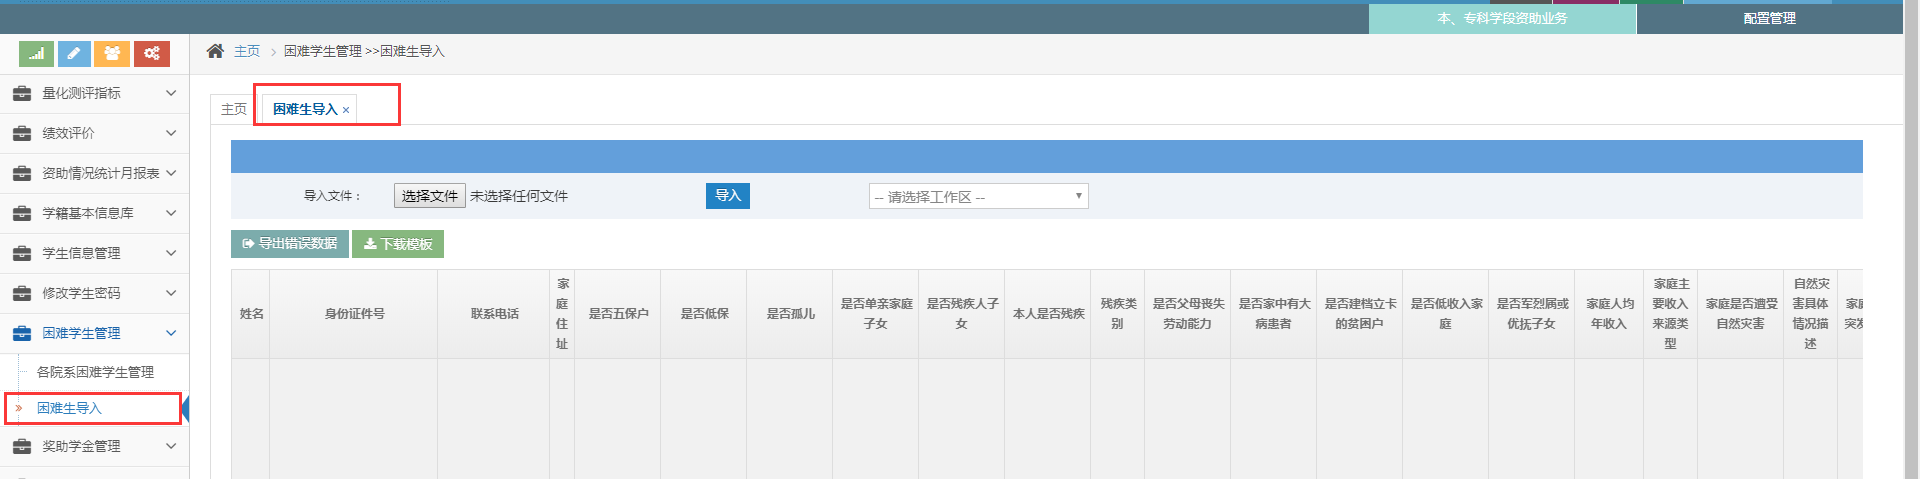 本、专科学段资助业务
配置管理
主页 > 困难学生管理 >>困难生导入
量化测评指标
绩效评价
资助情况统计月报表
学籍基本信息库
学生信息管理
修改学生密码
困难学生管理
各院系困难学生管理
» 困难生导入
奖助学金管理
主页
困难生导入 ×
导入文件： 选择文件 未选择任何文件 导入 -- 请选择工作区 --
导出错误数据 下载模板
姓名
身份证件号
联系电话
家庭住址
是否五保户
是否低保
是否孤儿
是否单亲家庭子女
是否残疾人子女
本人是否残疾
残疾类别
是否父母丧失劳动能力
是否家中有大病患者
是否建档立卡的贫困户
是否低收入家庭
是否军烈属或优抚子女
家庭人均年收入
家庭主要收入来源类型
家庭是否遭受自然灾害
自然灾害具体情况描述
家庭
突发